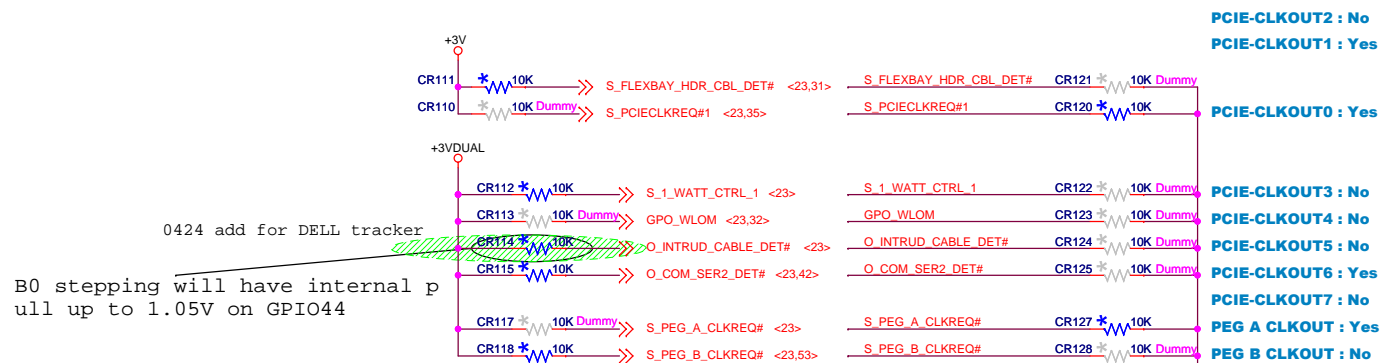 PCIE-CLKOUT2 : No
+3V
PCIE-CLKOUT1 : Yes
CR111 * 10K S_FLEXBAY_HDR_CBL_DET# <23,31> S_FLEXBAY_HDR_CBL_DET# CR121 * 10K Dummy
CR110 * 10K Dummy S_PCIECLKREQ#1 <23,35> S_PCIECLKREQ#1 CR120 * 10K PCIE-CLKOUT0 : Yes
+3VDUAL
CR112 * 10K S_1_WATT_CTRL_1 <23> S_1_WATT_CTRL_1 CR122 * 10K Dummy PCIE-CLKOUT3 : No
CR113 * 10K Dummy GPO_WLOM <23,32> GPO_WLOM CR123 * 10K Dummy PCIE-CLKOUT4 : No
0424 add for DELL tracker
CR114 * 10K O_INTRUD_CABLE_DET# <23> O_INTRUD_CABLE_DET# CR124 * 10K Dummy PCIE-CLKOUT5 : No
CR115 * 10K O_COM_SER2_DET# <23,42> O_COM_SER2_DET# CR125 * 10K Dummy PCIE-CLKOUT6 : Yes
B0 stepping will have internal p
ull up to 1.05V on GPIO44
PCIE-CLKOUT7 : No
CR117 * 10K Dummy S_PEG_A_CLKREQ# <23> S_PEG_A_CLKREQ# CR127 * 10K PEG A CLKOUT : Yes
CR118 * 10K S_PEG_B_CLKREQ# <23,53> S_PEG_B_CLKREQ# CR128 * 10K Dummy PEG B CLKOUT : No